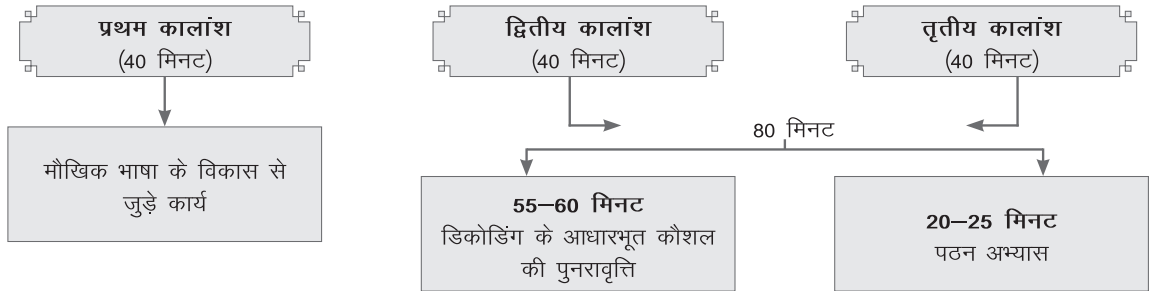 प्रथम कालांश
(40 मिनट)
द्वितीय कालांश
(40 मिनट)
तृतीय कालांश
(40 मिनट)
80 मिनट
मौखिक भाषा के विकास से
जुड़े कार्य
55–60 मिनट
डिकोडिंग के आधारभूत कौशल
की पुनरावृत्ति
20–25 मिनट
पठन अभ्यास